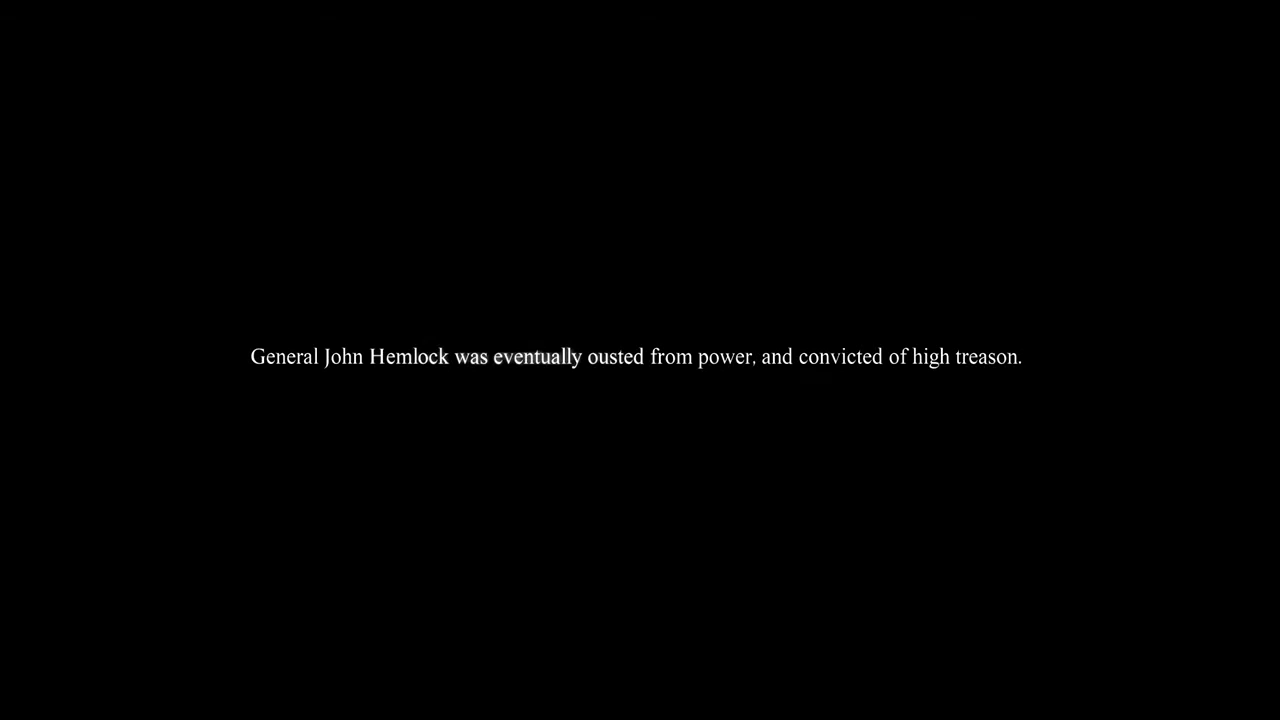 General John Hemlock was eventually ousted from power, and convicted of high treason.